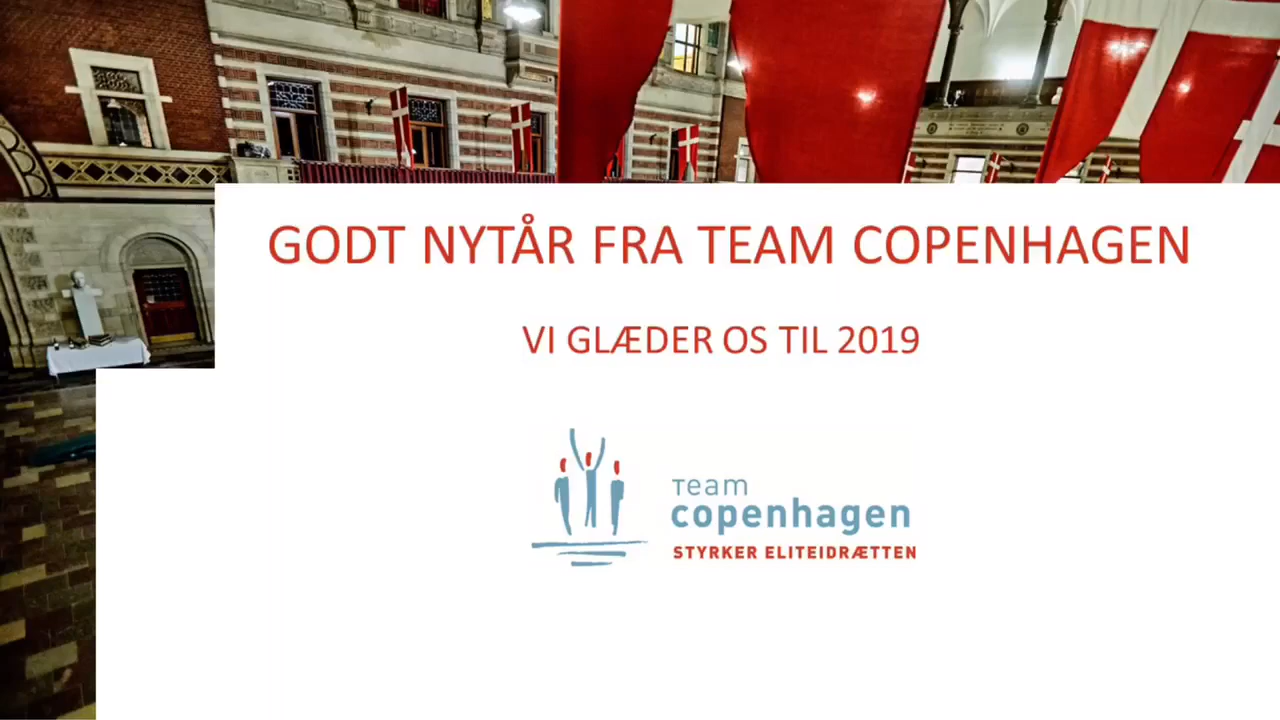 GODT NYTÅR FRA TEAM COPENHAGEN
VI GLÆDER OS TIL 2019
Team
copenhagen
STYRKER ELITEIDRÆTTEN